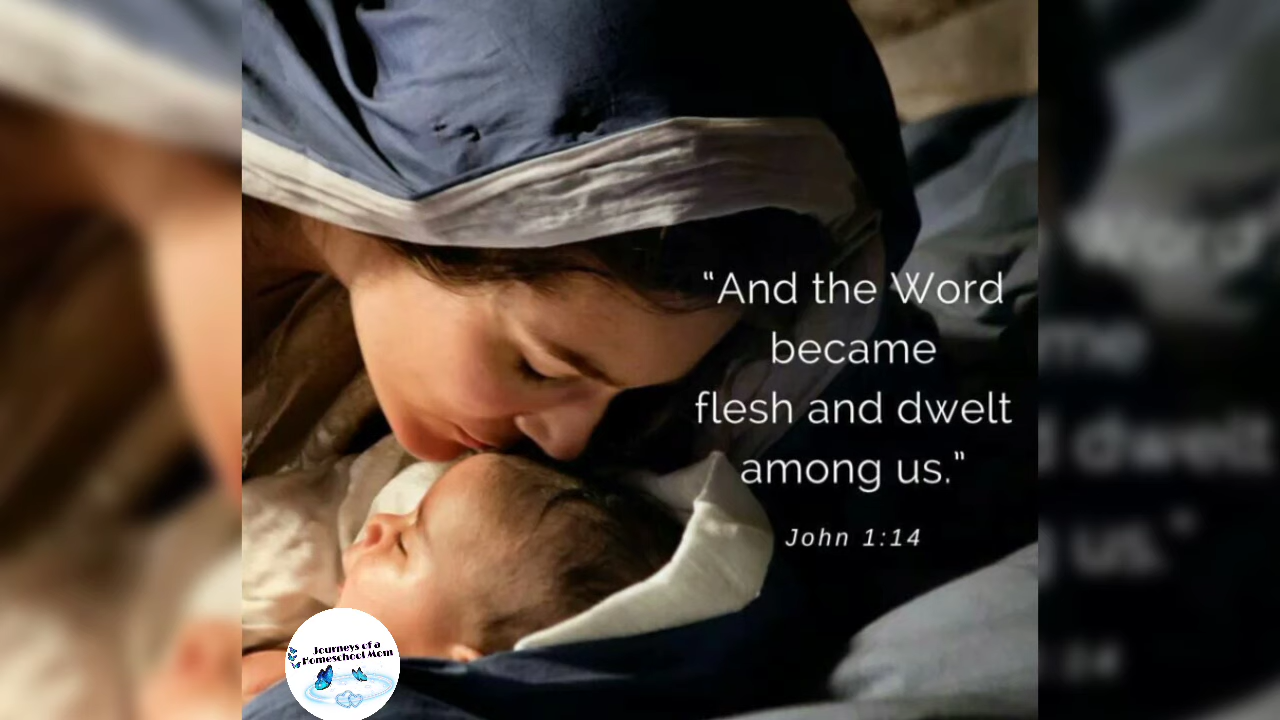 “And the Word
became
flesh and dwelt
among us.”
John 1:14
Journeys of a
Homeschool Mom